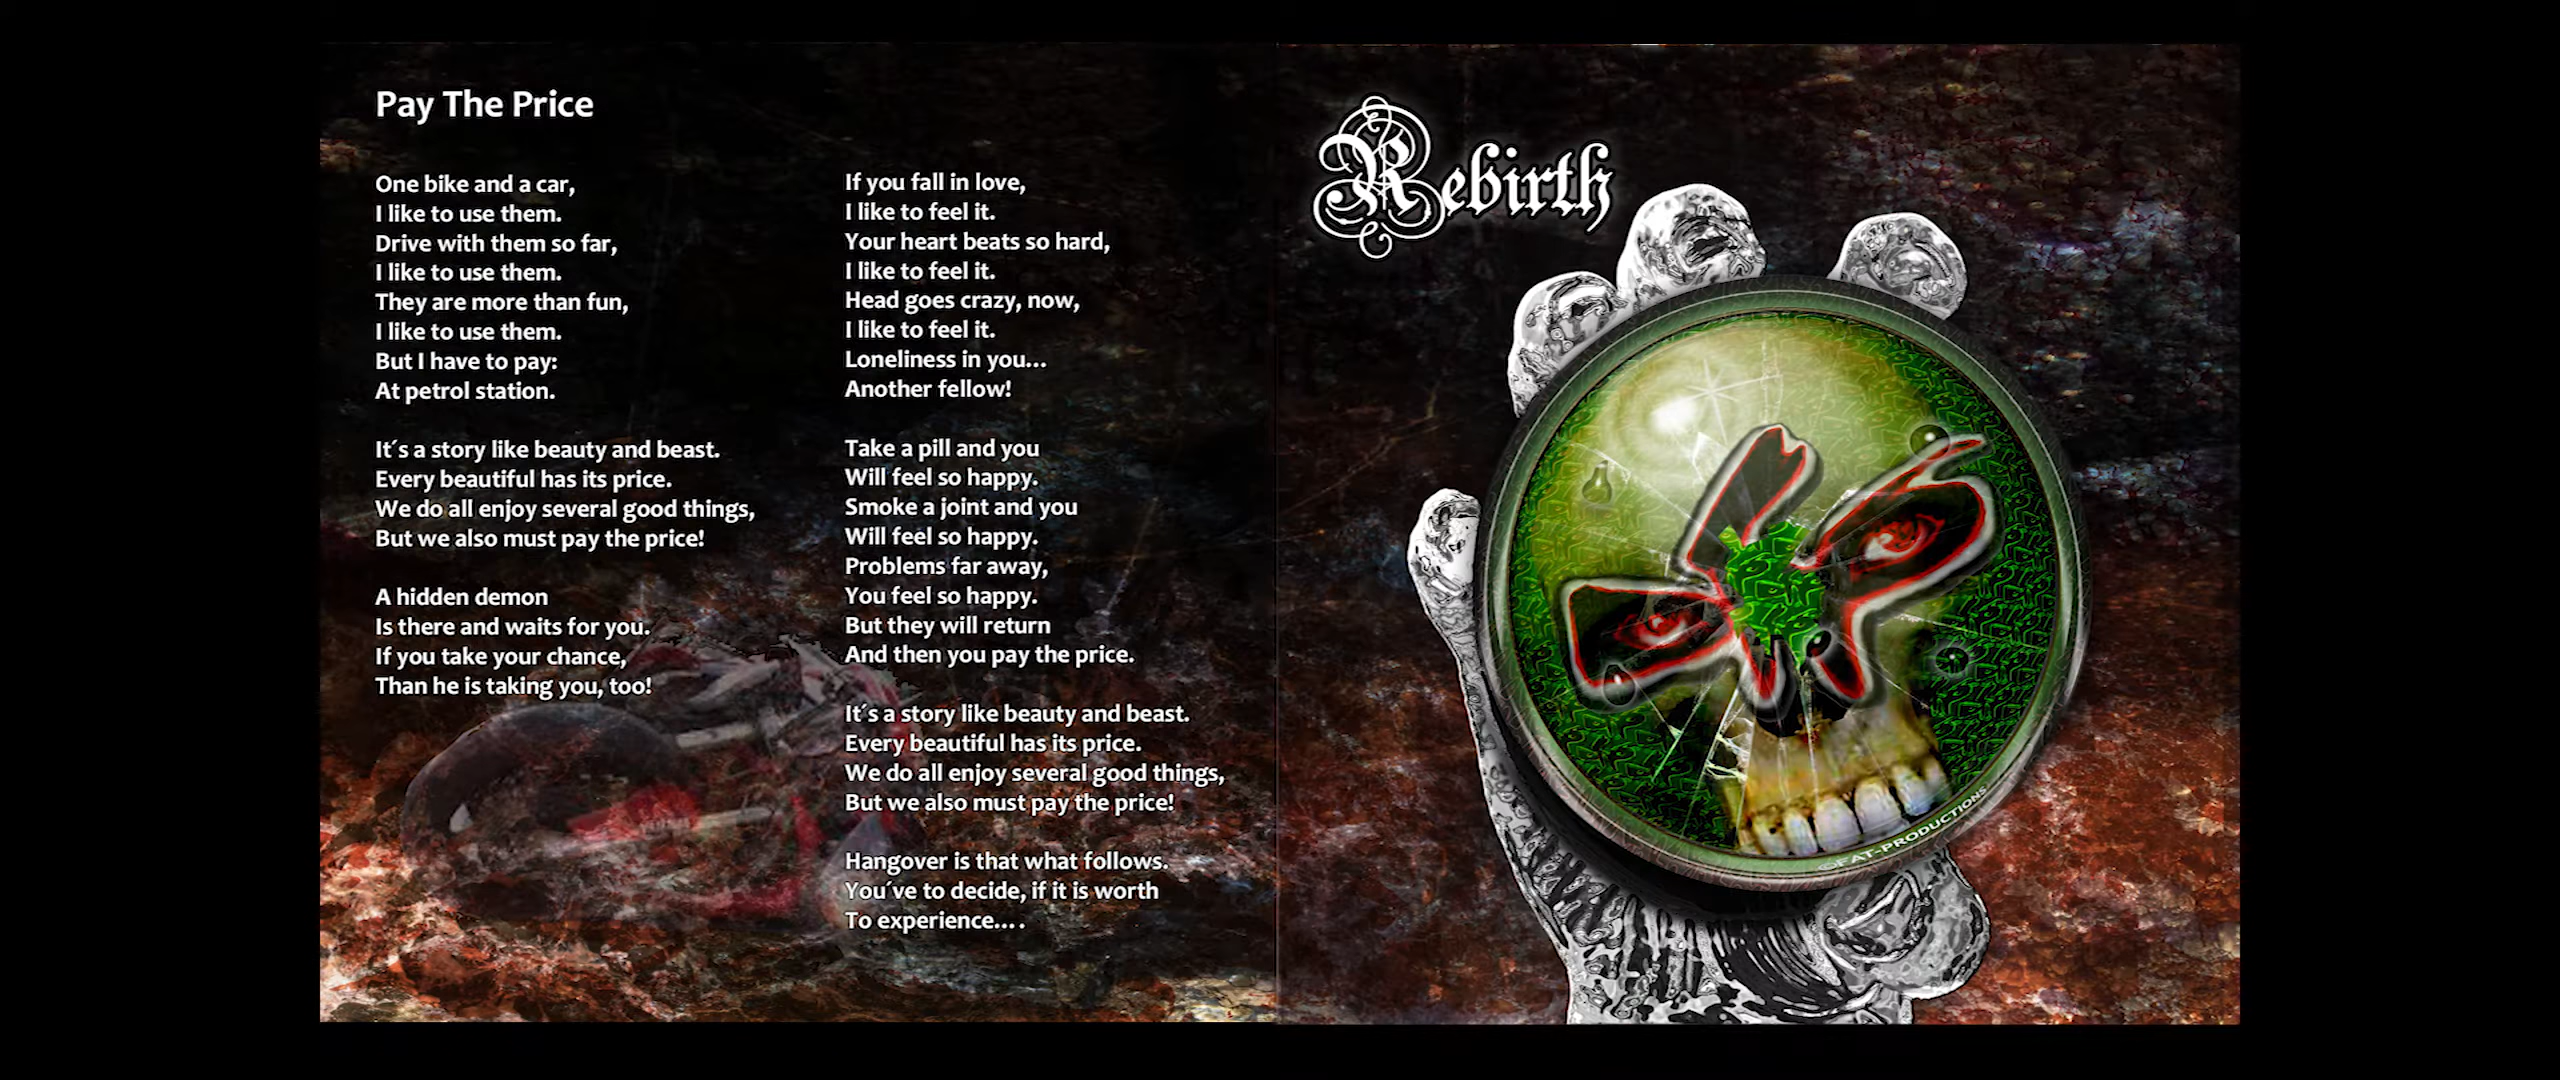 Pay The Price
One bike and a car,
I like to use them.
Drive with them so far,
I like to use them.
They are more than fun,
I like to use them.
But I have to pay:
At petrol station.
It´s a story like beauty and beast.
Every beautiful has its price.
We do all enjoy several good things,
But we also must pay the price!
A hidden demon
Is there and waits for you.
If you take your chance,
Than he is taking you, too!
If you fall in love,
I like to feel it.
Your heart beats so hard,
I like to feel it.
Head goes crazy, now,
I like to feel it.
Loneliness in you...
Another fellow!
Take a pill and you
Will feel so happy.
Smoke a joint and you
Will feel so happy.
Problems far away,
You feel so happy.
But they will return
And then you pay the price.
It´s a story like beauty and beast.
Every beautiful has its price.
We do all enjoy several good things,
But we also must pay the price!
Hangover is that what follows.
You´ve to decide, if it is worth
To experience....
Rebirth
©FAT-PRODUCTIONS